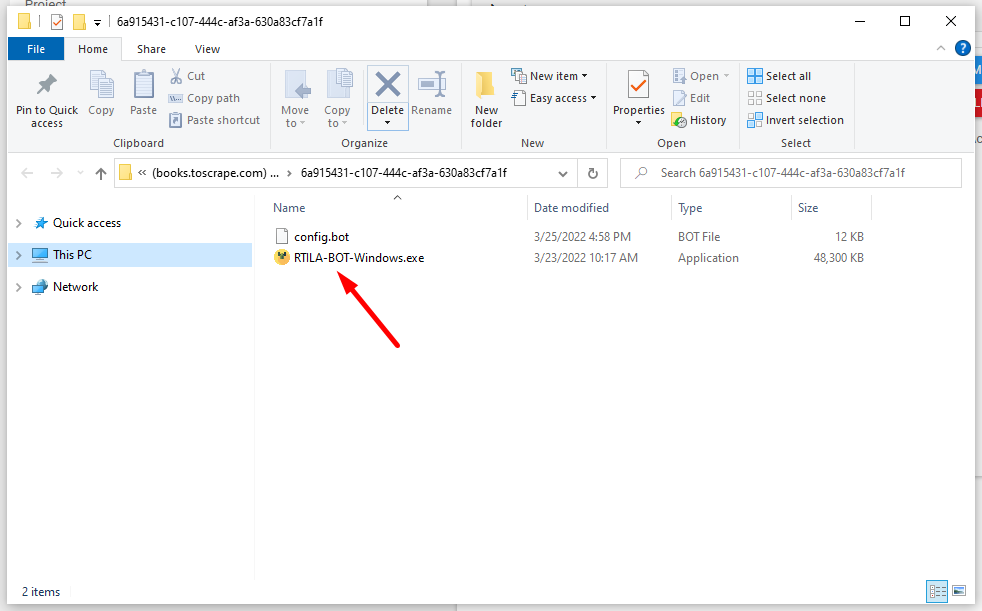 Project
6a915431-c107-444c-af3a-630a83cf7a1f
File Home Share View
Pin to Quick access
Copy
Paste
Cut
Copy path
Paste shortcut
Clipboard
Move to
Copy to
Delete
Rename
Organize
New folder
New item
Easy access
New
Properties
Open
Edit
History
Open
Select all
Select none
Invert selection
Select
« (books.toscrape.com) ... › 6a915431-c107-444c-af3a-630a83cf7a1f
Search 6a915431-c107-444c-af3a-630a83cf7a1f
Quick access
This PC
Network
Name Date modified Type Size
config.bot 3/25/2022 4:58 PM BOT File 12 KB
RTILA-BOT-Windows.exe 3/23/2022 10:17 AM Application 48,300 KB
2 items